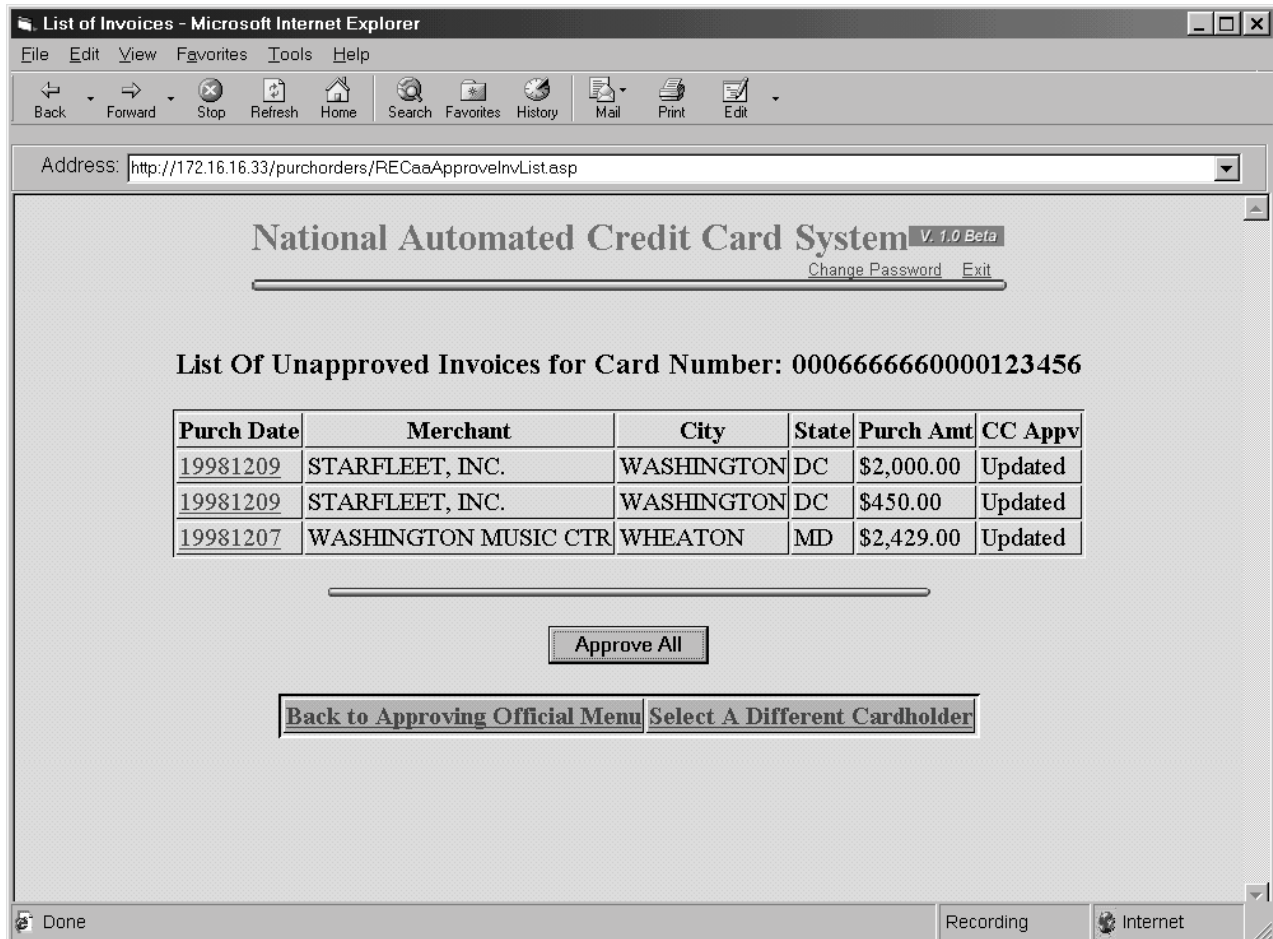 List of Invoices - Microsoft Internet Explorer
File Edit View Favorites Tools Help
Back Forward Stop Refresh Home Search Favorites History Mail Print Edit
Address: http://172.16.16.33/purchorders/RECaaApproveInvList.asp
National Automated Credit Card System V. 1.0 Beta
Change Password Exit
List Of Unapproved Invoices for Card Number: 0006666660000123456
Purch Date Merchant City State Purch Amt CC Appv
19981209 STARFLEET, INC. WASHINGTON DC $2,000.00 Updated
19981209 STARFLEET, INC. WASHINGTON DC $450.00 Updated
19981207 WASHINGTON MUSIC CTR WHEATON MD $2,429.00 Updated
Approve All
Back to Approving Official Menu Select A Different Cardholder
Done Recording Internet